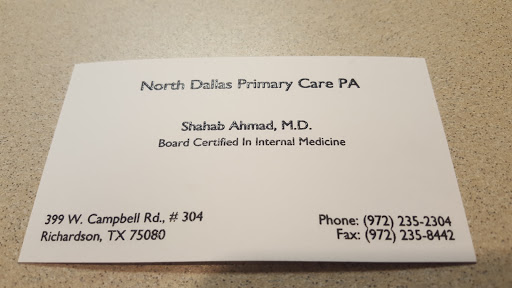 North Dallas Primary Care PA
Shahab Ahmad, M.D.
Board Certified In Internal Medicine
399 W. Campbell Rd., # 304
Richardson, TX 75080
Phone: (972) 235-2304
Fax: (972) 235-8442